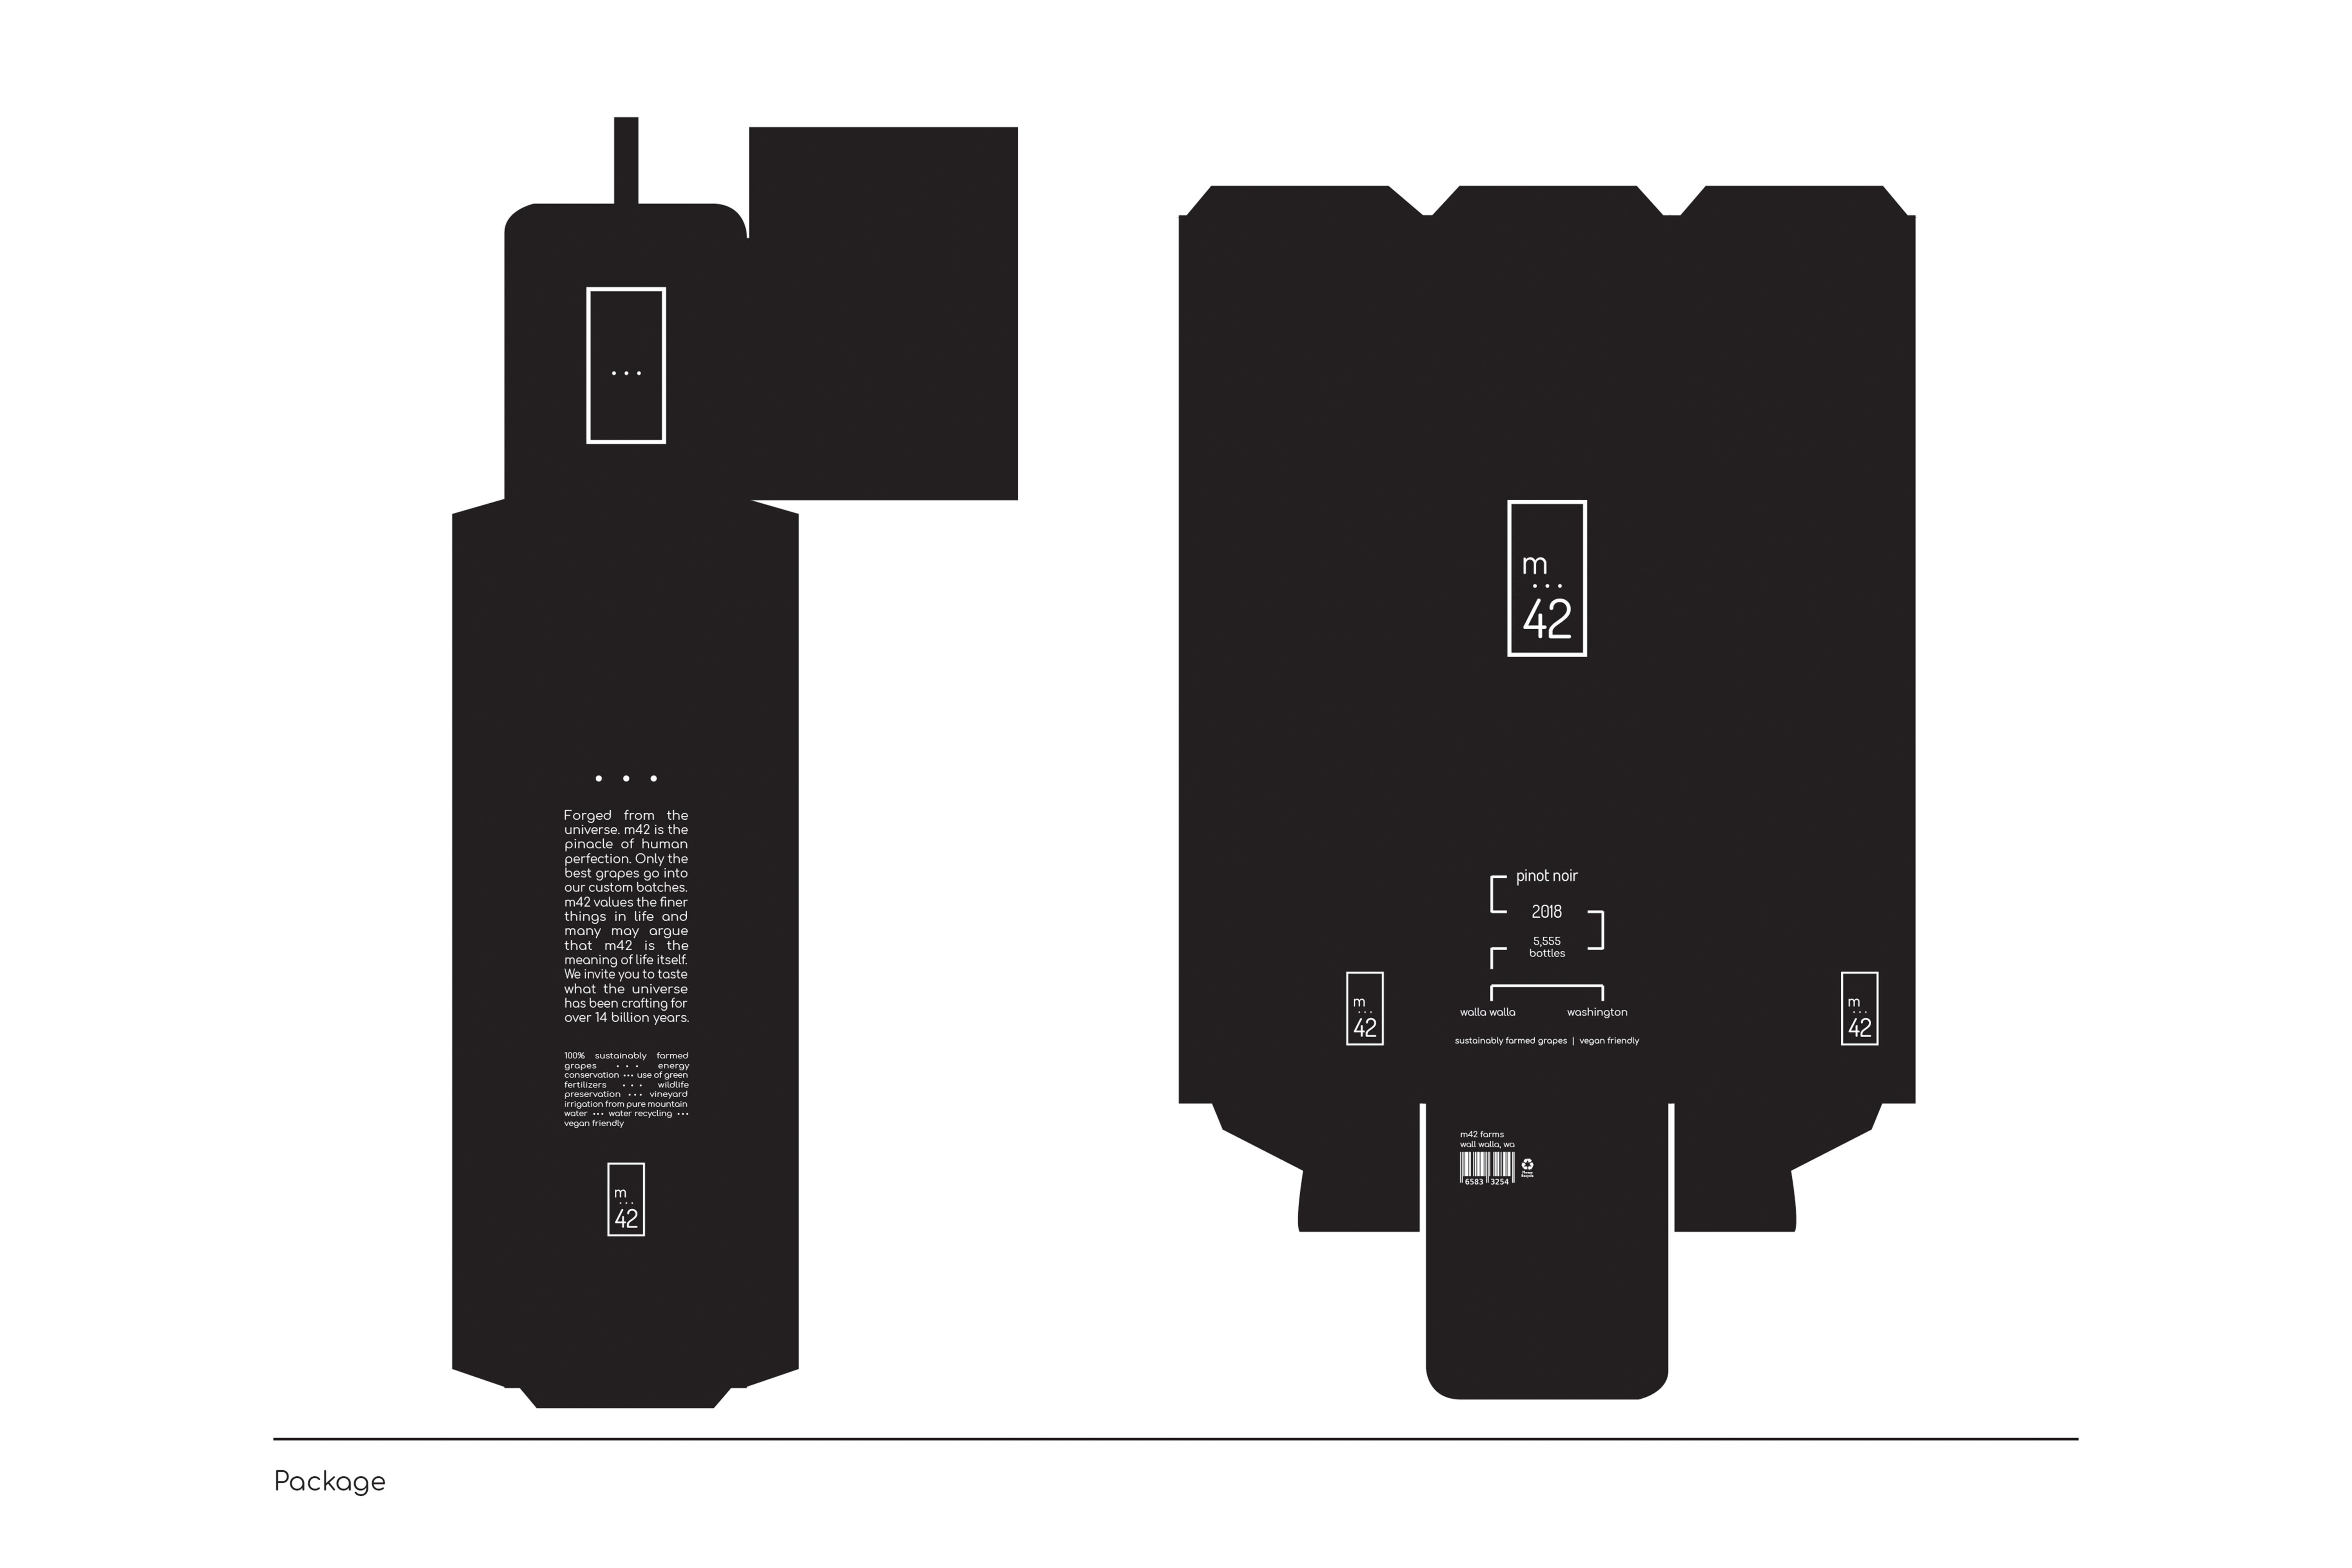 Forged from the
universe. m42 is the
pinacle of human
perfection. Only the
best grapes go into
our custom batches.
m42 values the finer
things in life and
many may argue
that m42 is the
meaning of life itself.
We invite you to taste
what the universe
has been crafting for
over 14 billion years.
100% sustainably farmed
grapes ••• energy
conservation ••• use of green
fertilizers ••• wildlife
preservation ••• vineyard
irrigation from pure mountain
water ••• water recycling •••
vegan friendly
m
42
m
42
pinot noir
2018
5,555
bottles
walla walla washington
sustainably farmed grapes | vegan friendly
m
42
m
42
m42 farms
wall walla, wa
6583 3254
Please
Recycle
Package